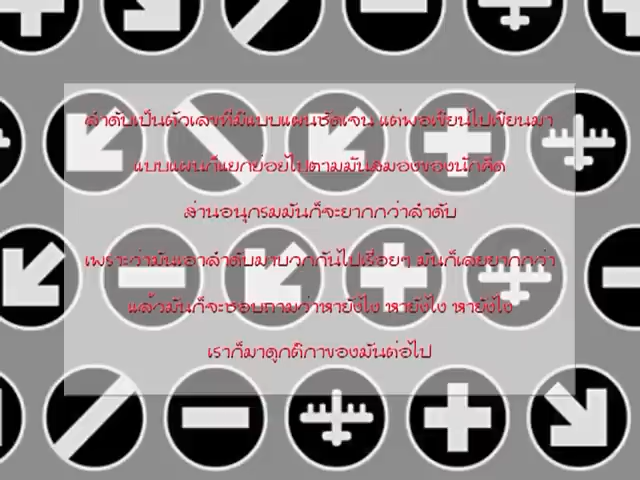 ลำดับเป็นตัวเลขที่มีแบบแผนชัดเจน แต่พอเขียนไปเขียนมา
แบบแผนก็แยกย่อยไปตามมันสมองของนักคิด
ส่านอนุกรมมันก็จะยากกว่าลำดับ
เพราะว่ามันเอาลำดับมาบวกกันไปเรื่อยๆ มันก็เลยยากกว่า
แล้วมันก็จะชอบถามว่าหายังไง หายังไง หายังไง
เราก็มาดูกติกาของมันต่อไป